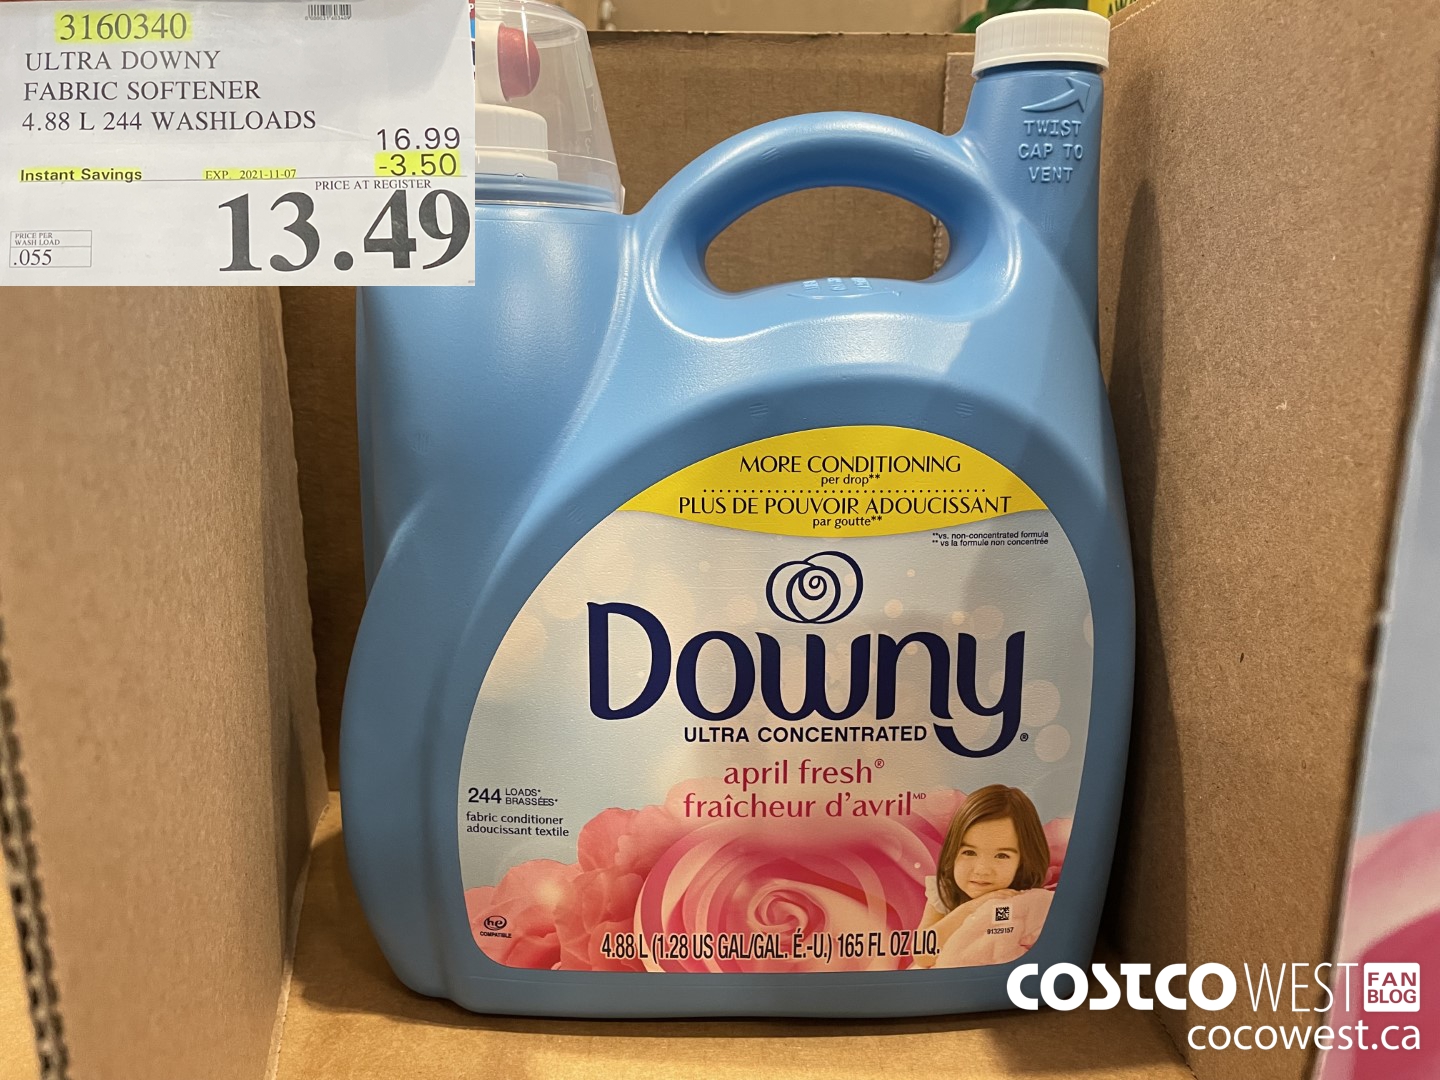 3160340
ULTRA DOWNY
FABRIC SOFTENER
4.88 L 244 WASHLOADS
16.99
-3.50
Instant Savings EXP. 2021-11-07
PRICE AT REGISTER
13.49
PRICE PER
WASH LOAD
.055
TWIST
CAP TO
VENT
MORE CONDITIONING
per drop**
PLUS DE POUVOIR ADOUCISSANT
par goutte**
**vs. non-concentrated formula
** vs la formule non concentrée
Downy®
ULTRA CONCENTRATED
april fresh®
fraîcheur d'avril MD
244 LOADS*
BRASSÉES*
fabric conditioner
adoucissant textile
he
COMPATIBLE
91329157
4.88 L (1.28 US GAL/GAL. É.-U.) 165 FL OZ LIQ.
COSTCO WEST FAN
BLOG
cocowest.ca